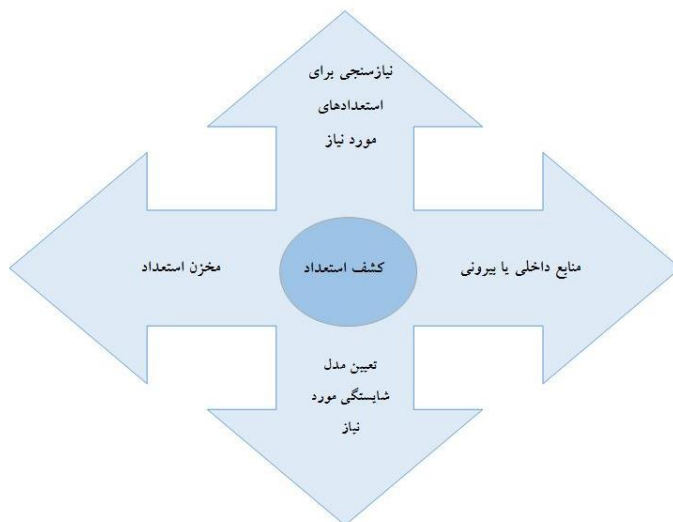 نیازسنجی برای
استعدادهای
مورد نیاز
منابع داخلی یا بیرونی
کشف استعداد
مخزن استعداد
تعیین مدل
شایستگی مورد
نیاز